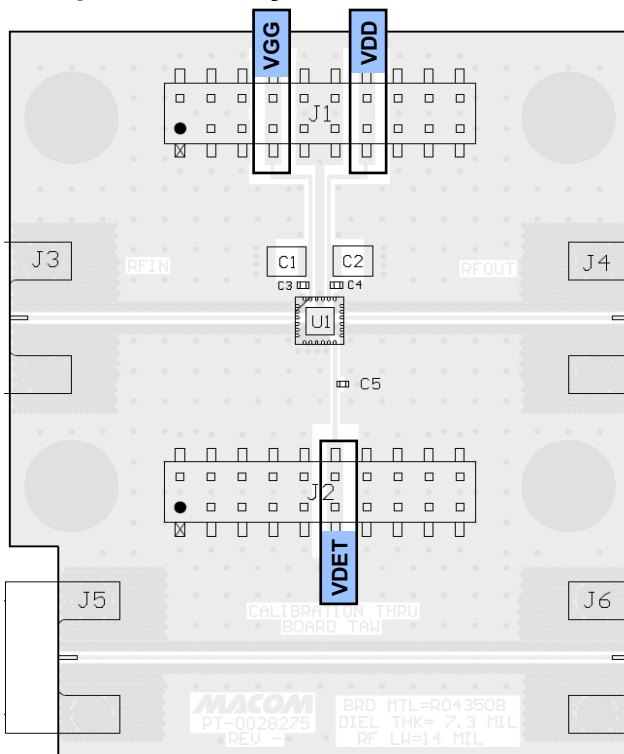 VGG
VDD
J1
J3
RFIN
C1
C2
RFOUT
J4
C3
C4
U1
C5
J2
VDET
J5
CALIBRATION THRU
BOARD TAW
J6
MACOM
PT-0028275
REV -
BRD MTL=RO4350B
DIEL THK= 7.3 MIL
RF LW=14 MIL